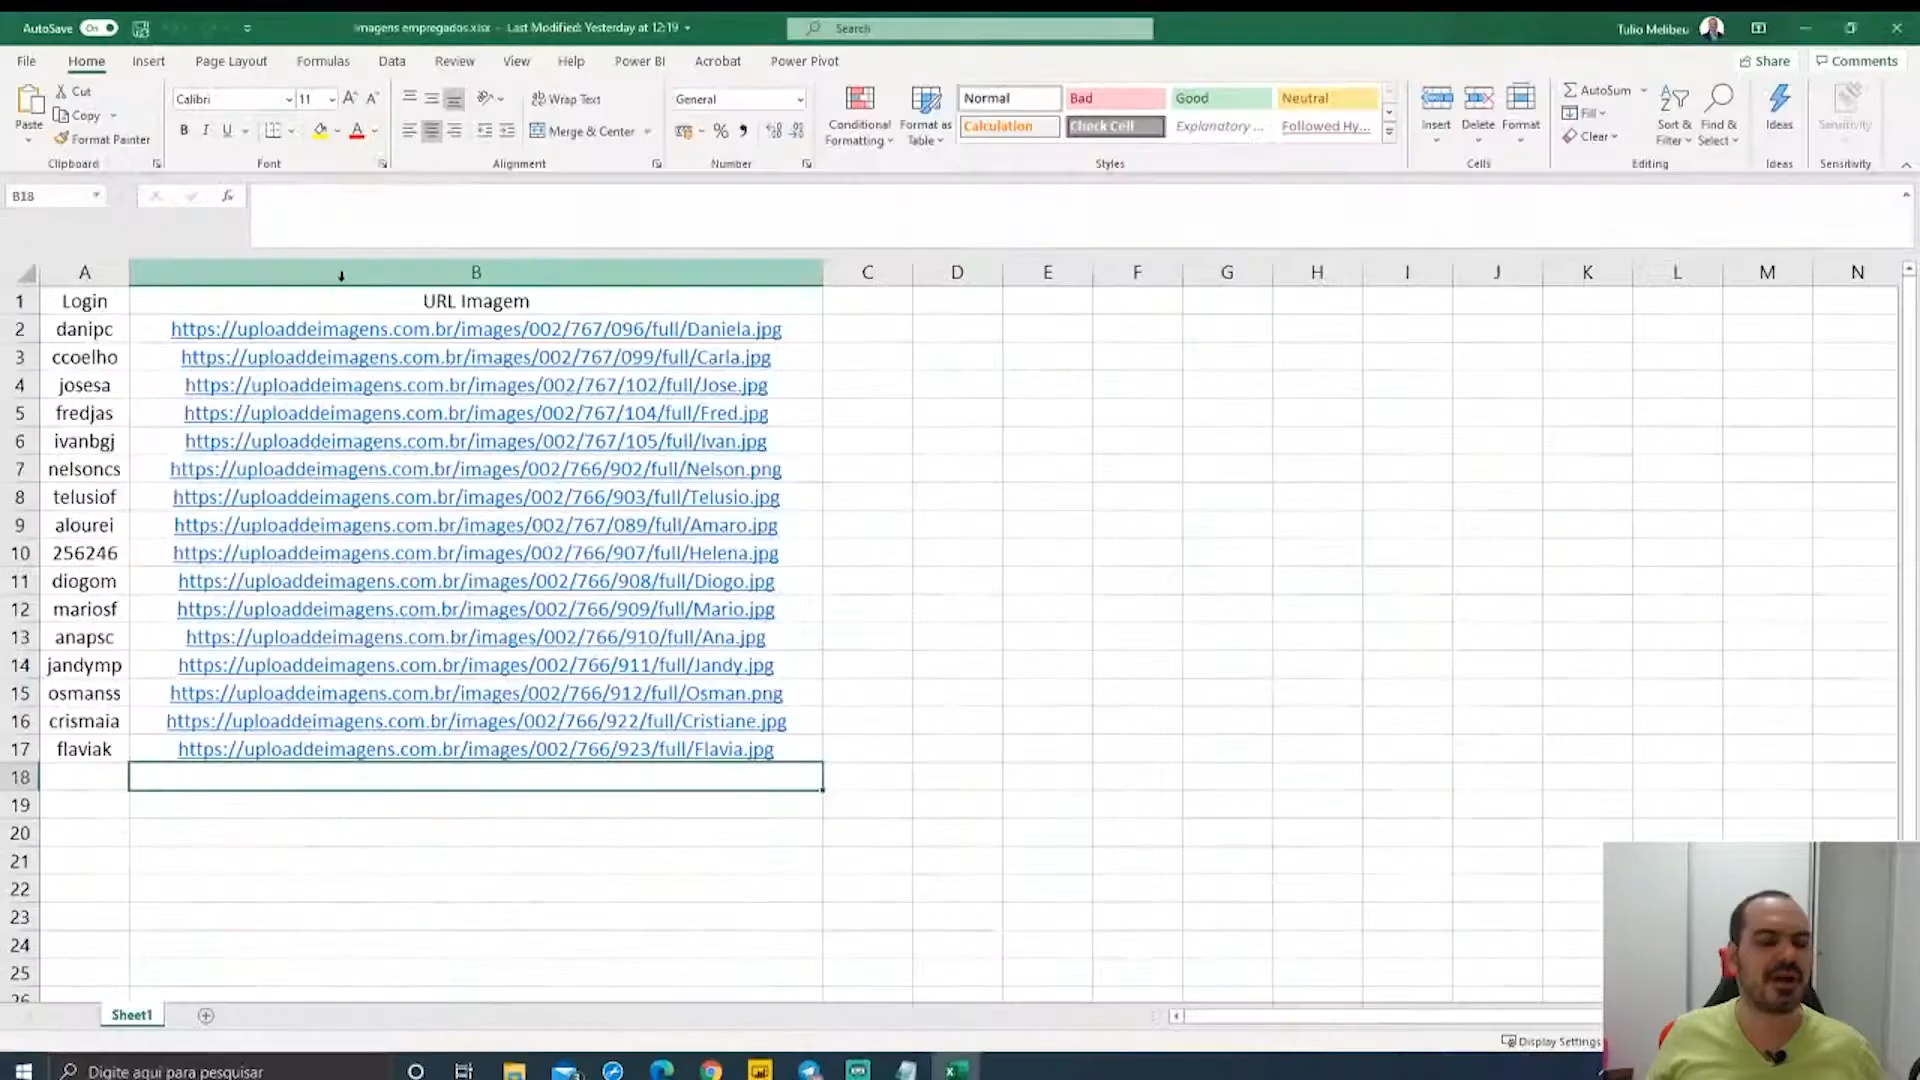 AutoSave On imagens empregados.xlsx - Last Modified: Yesterday at 12:19 Search Tulio Melibeu
File Home Insert Page Layout Formulas Data Review View Help Power BI Acrobat Power Pivot Share Comments
Paste Cut Copy Format Painter Clipboard
Calibri 11 A A B I U A Font
Wrap Text Merge & Center Alignment
General % Number
Conditional Formatting Format as Table
Normal Bad Good Neutral
Calculation Check Cell Explanatory ... Followed Hy...
Styles
Insert Delete Format Cells
AutoSum Fill Clear Sort & Filter Find & Select Editing
Ideas Ideas
Sensitivity Sensitivity
B18 fx
A B C D E F G H I J K L M N
1 Login URL Imagem
2 danipc https://uploaddeimagens.com.br/images/002/767/096/full/Daniela.jpg
3 ccoelho https://uploaddeimagens.com.br/images/002/767/099/full/Carla.jpg
4 josesa https://uploaddeimagens.com.br/images/002/767/102/full/Jose.jpg
5 fredjas https://uploaddeimagens.com.br/images/002/767/104/full/Fred.jpg
6 ivanbgj https://uploaddeimagens.com.br/images/002/767/105/full/Ivan.jpg
7 nelsoncs https://uploaddeimagens.com.br/images/002/766/902/full/Nelson.png
8 telusiof https://uploaddeimagens.com.br/images/002/766/903/full/Telusio.jpg
9 alourei https://uploaddeimagens.com.br/images/002/767/089/full/Amaro.jpg
10 256246 https://uploaddeimagens.com.br/images/002/766/907/full/Helena.jpg
11 diogom https://uploaddeimagens.com.br/images/002/766/908/full/Diogo.jpg
12 mariosf https://uploaddeimagens.com.br/images/002/766/909/full/Mario.jpg
13 anapsc https://uploaddeimagens.com.br/images/002/766/910/full/Ana.jpg
14 jandymp https://uploaddeimagens.com.br/images/002/766/911/full/Jandy.jpg
15 osmanss https://uploaddeimagens.com.br/images/002/766/912/full/Osman.png
16 crismaia https://uploaddeimagens.com.br/images/002/766/922/full/Cristiane.jpg
17 flaviak https://uploaddeimagens.com.br/images/002/766/923/full/Flavia.jpg
18
19
20
21
22
23
24
25
26
Sheet1
Display Settings
Digite aqui para pesquisar